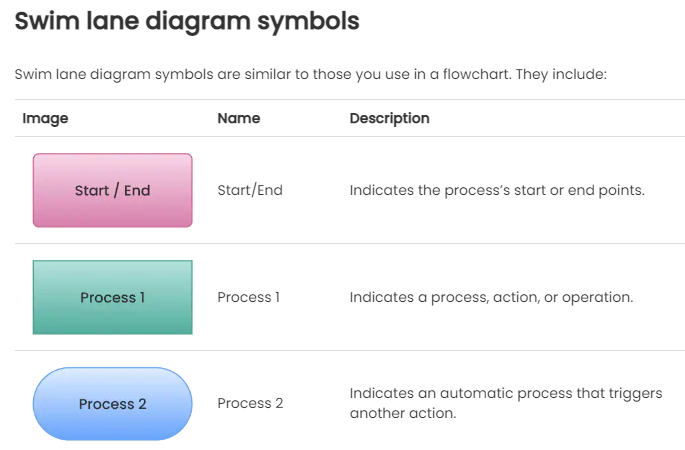 Swim lane diagram symbols
Swim lane diagram symbols are similar to those you use in a flowchart. They include:
Image Name Description
Start / End Start/End Indicates the process’s start or end points.
Process 1 Process 1 Indicates a process, action, or operation.
Process 2 Process 2 Indicates an automatic process that triggers
another action.